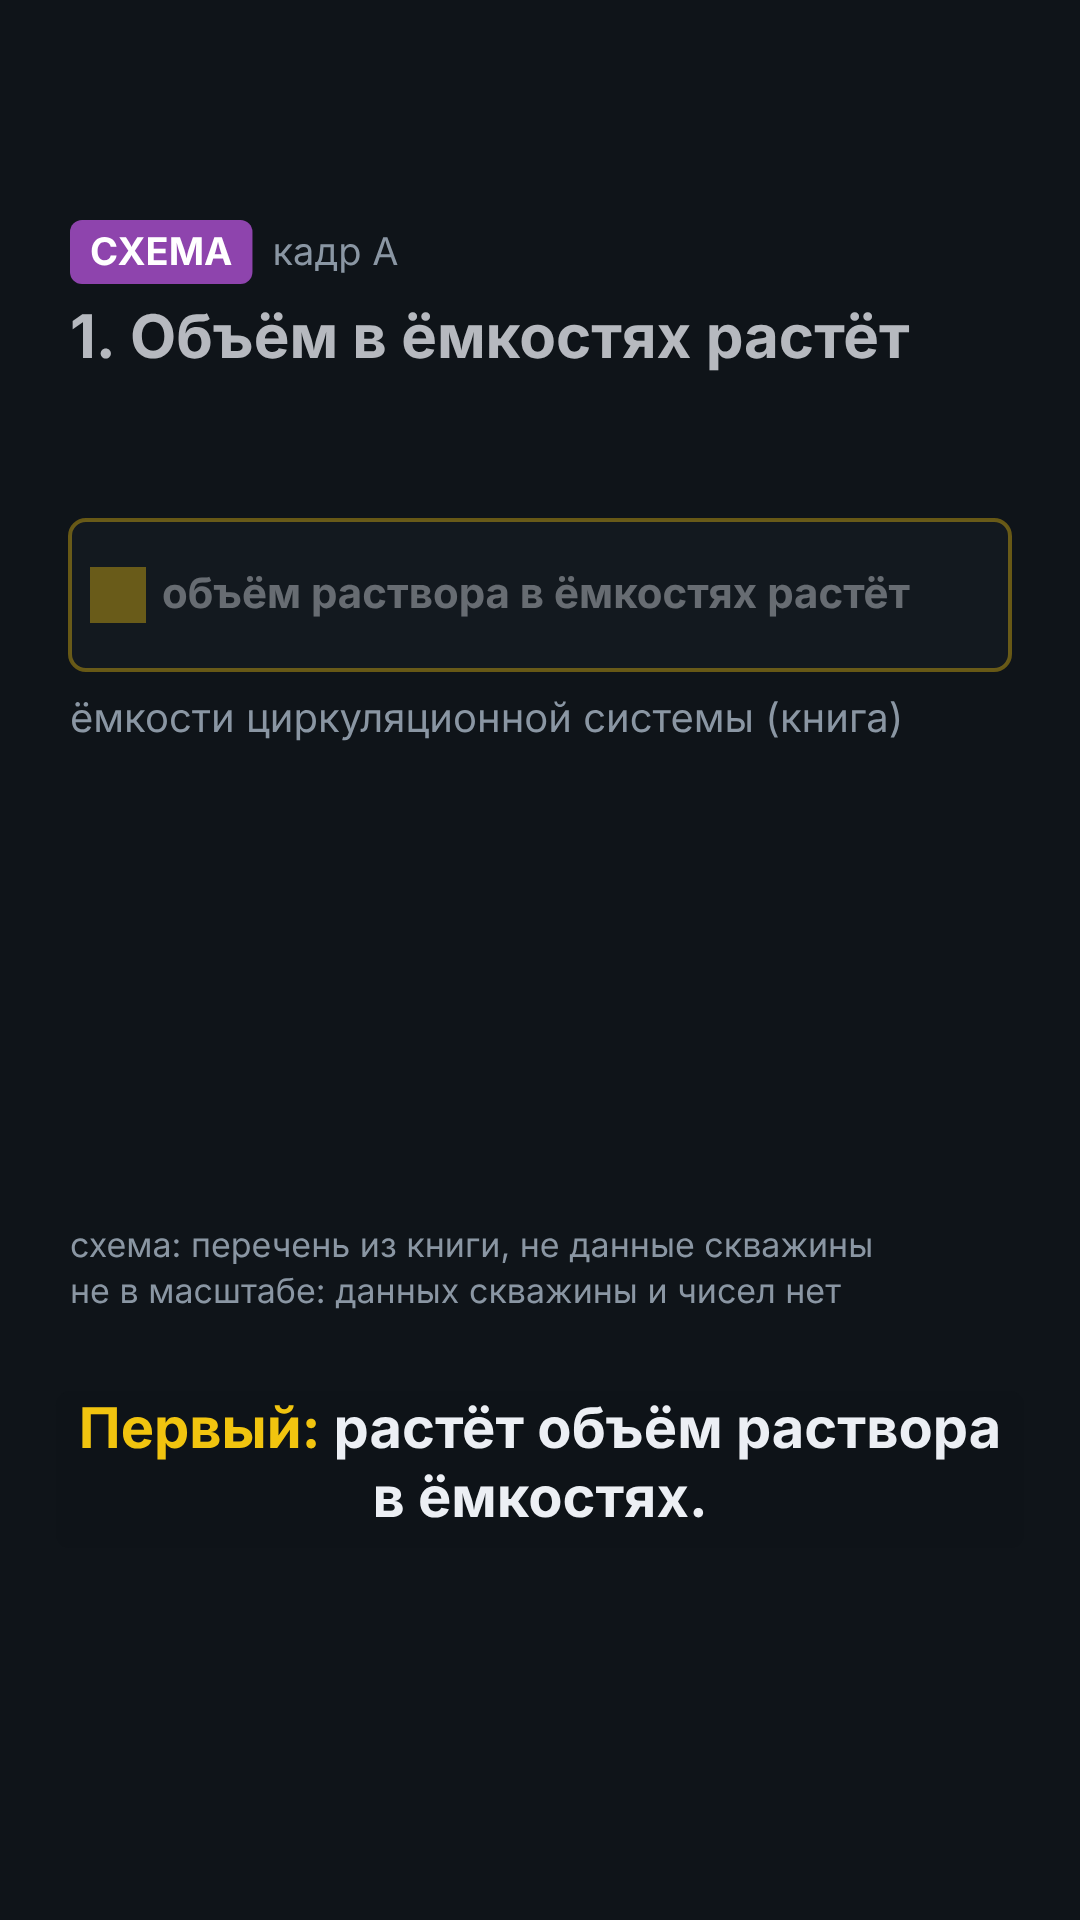 СХЕМА кадр А
1. Объём в ёмкостях растёт
объём раствора в ёмкостях растёт
ёмкости циркуляционной системы (книга)
схема: перечень из книги, не данные скважины
не в масштабе: данных скважины и чисел нет
Первый: растёт объём раствора
в ёмкостях.